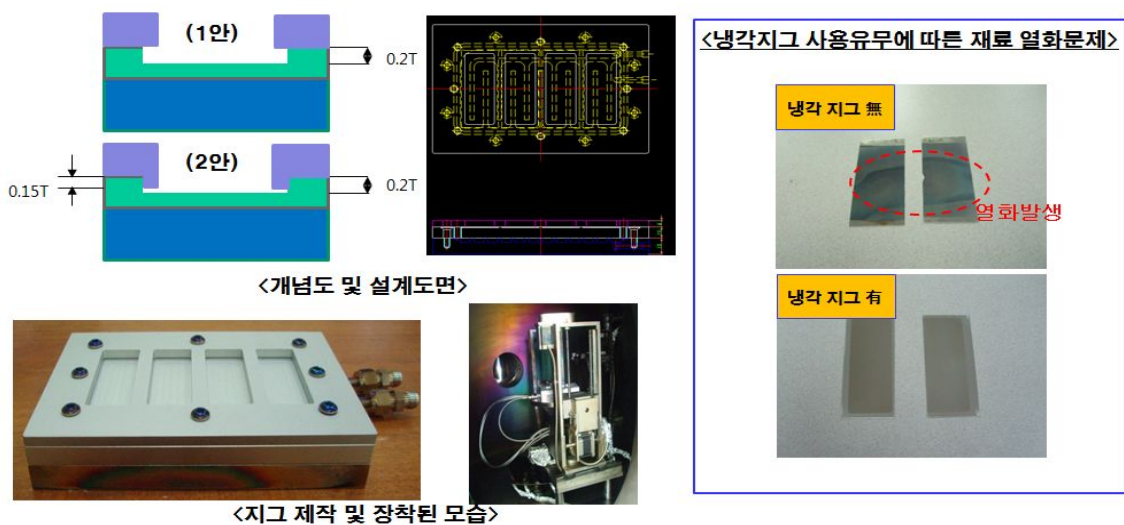 (1안)
0.2T
(2안)
0.15T
0.2T
<개념도 및 설계도면>
<지그 제작 및 장착된 모습>
<냉각지그 사용유무에 따른 재료 열화문제>
냉각 지그 無
열화발생
냉각 지그 有